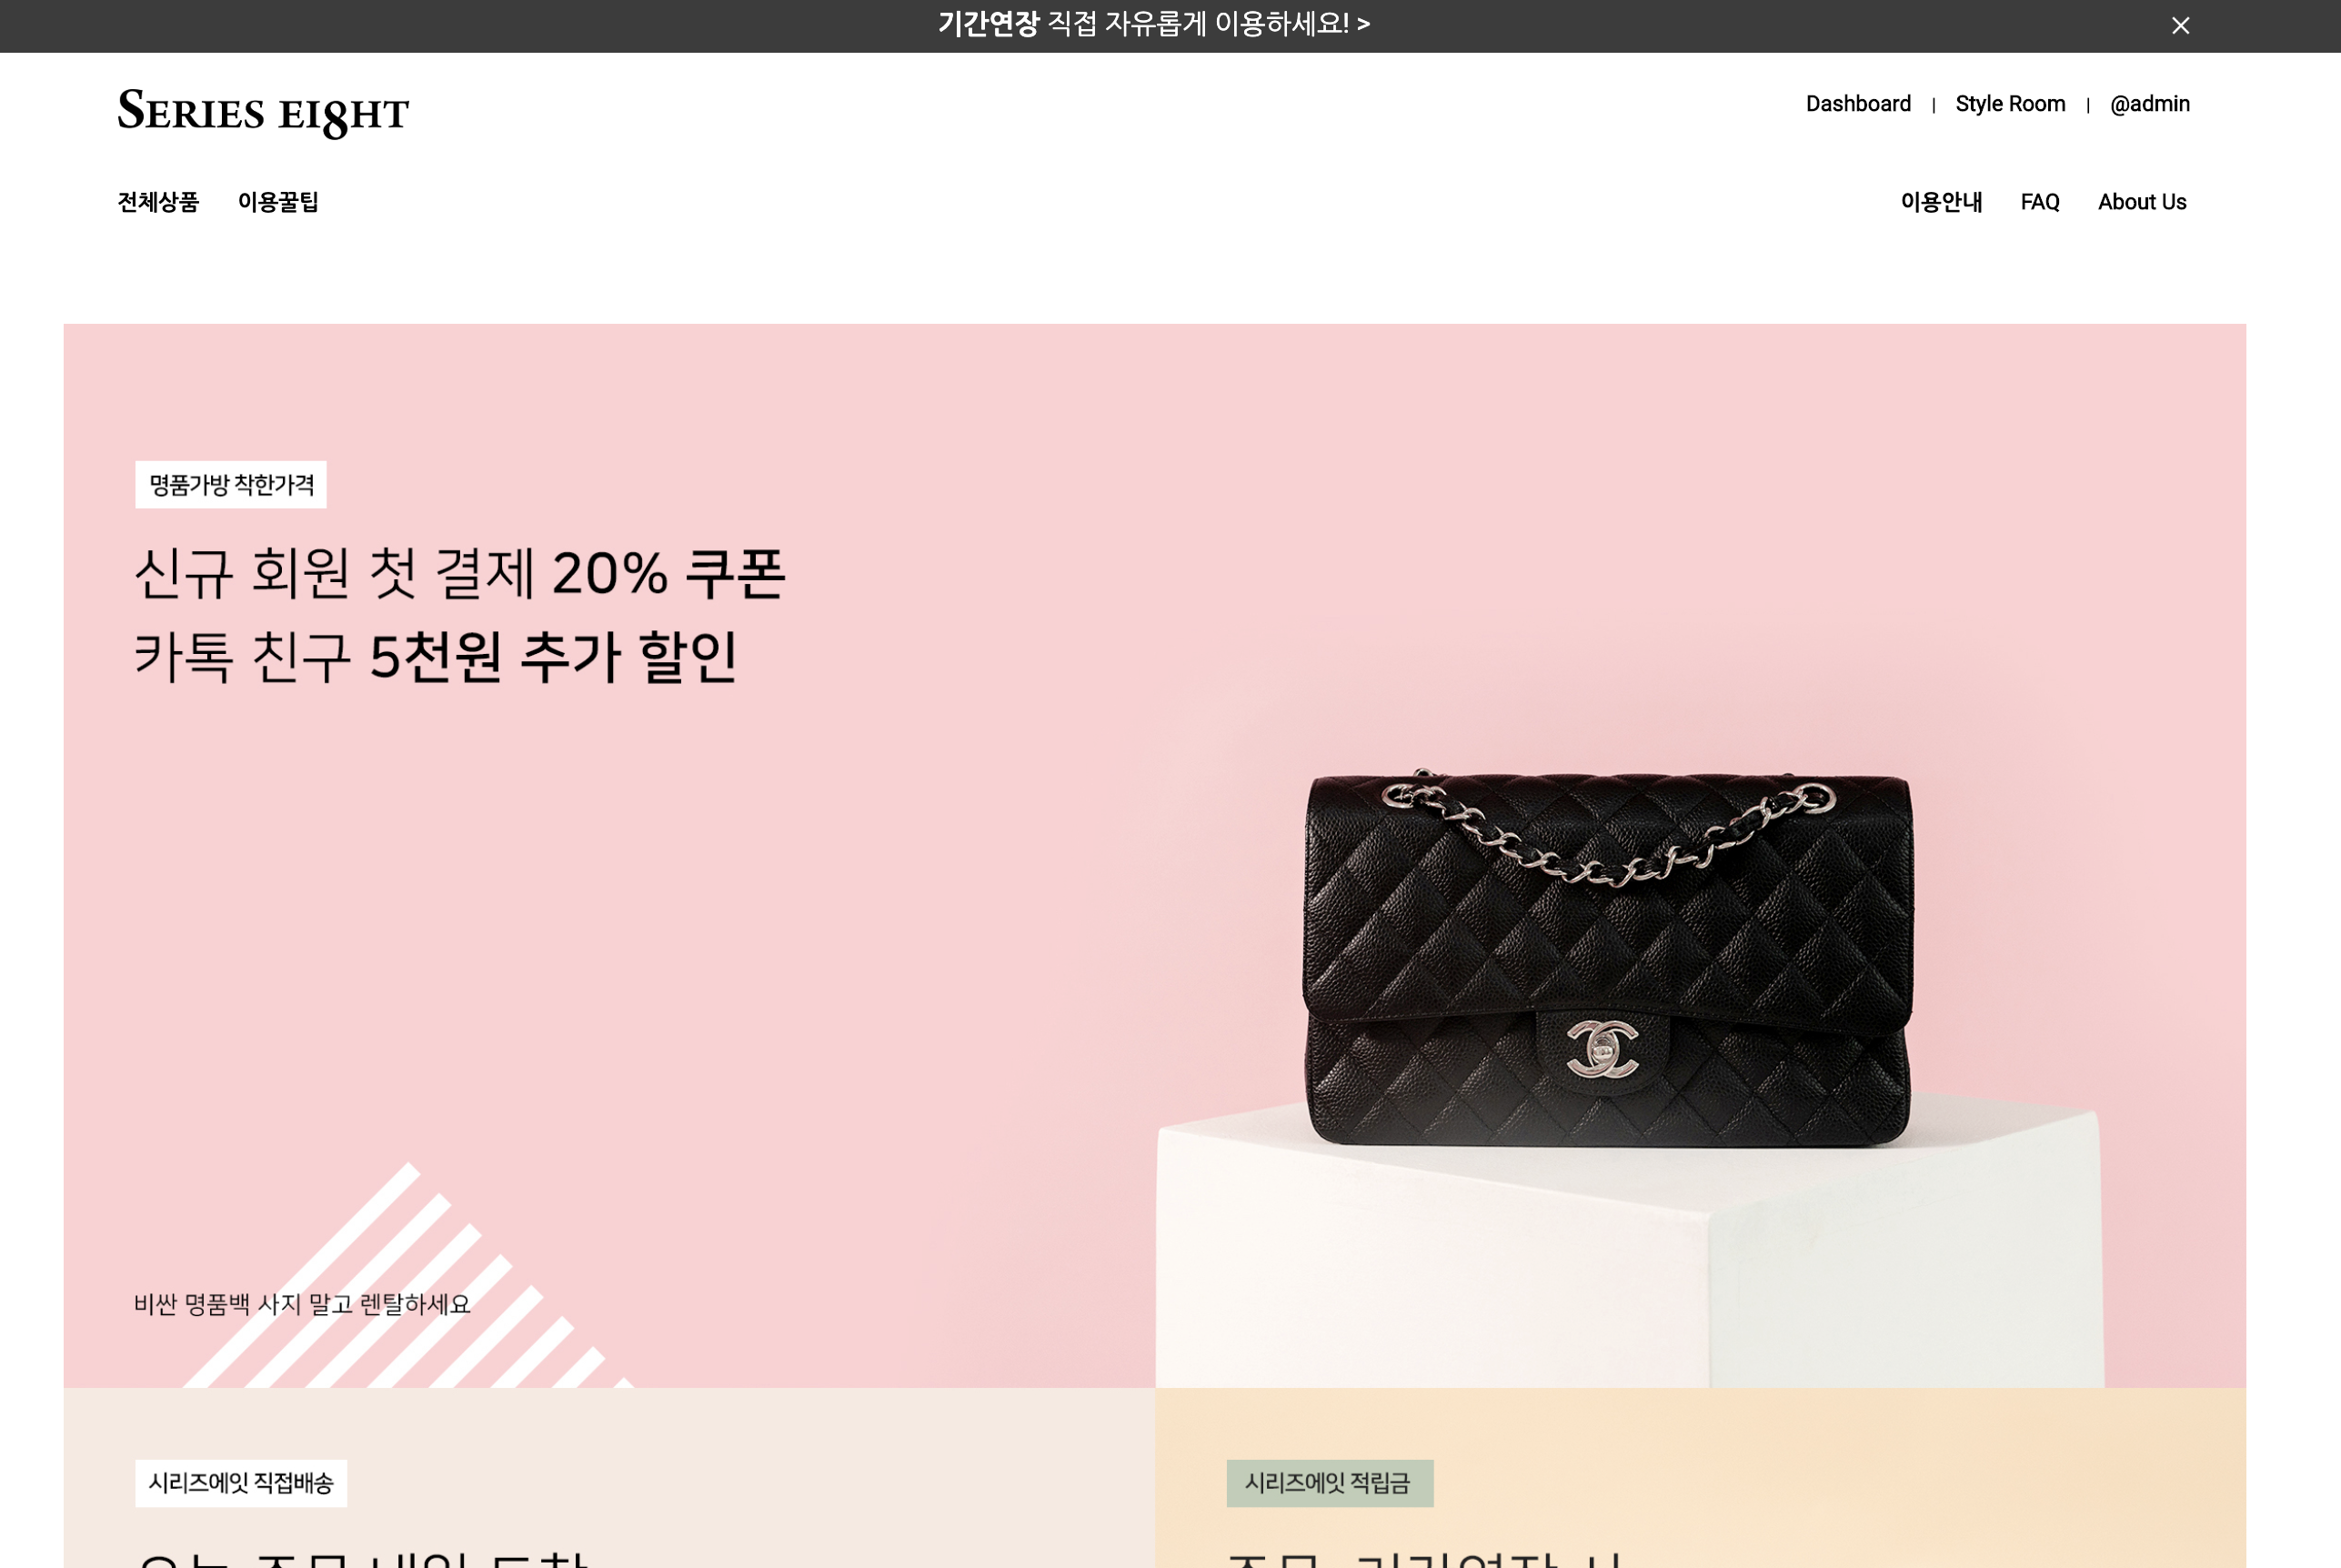 기간연장 직접 자유롭게 이용하세요! >
SERIES EI8HT
Dashboard | Style Room | @admin
전체상품 이용꿀팁
이용안내 FAQ About Us
명품가방 착한가격
신규 회원 첫 결제 20% 쿠폰
카톡 친구 5천원 추가 할인
비싼 명품백 사지 말고 렌탈하세요
시리즈에잇 직접배송
시리즈에잇 적립금